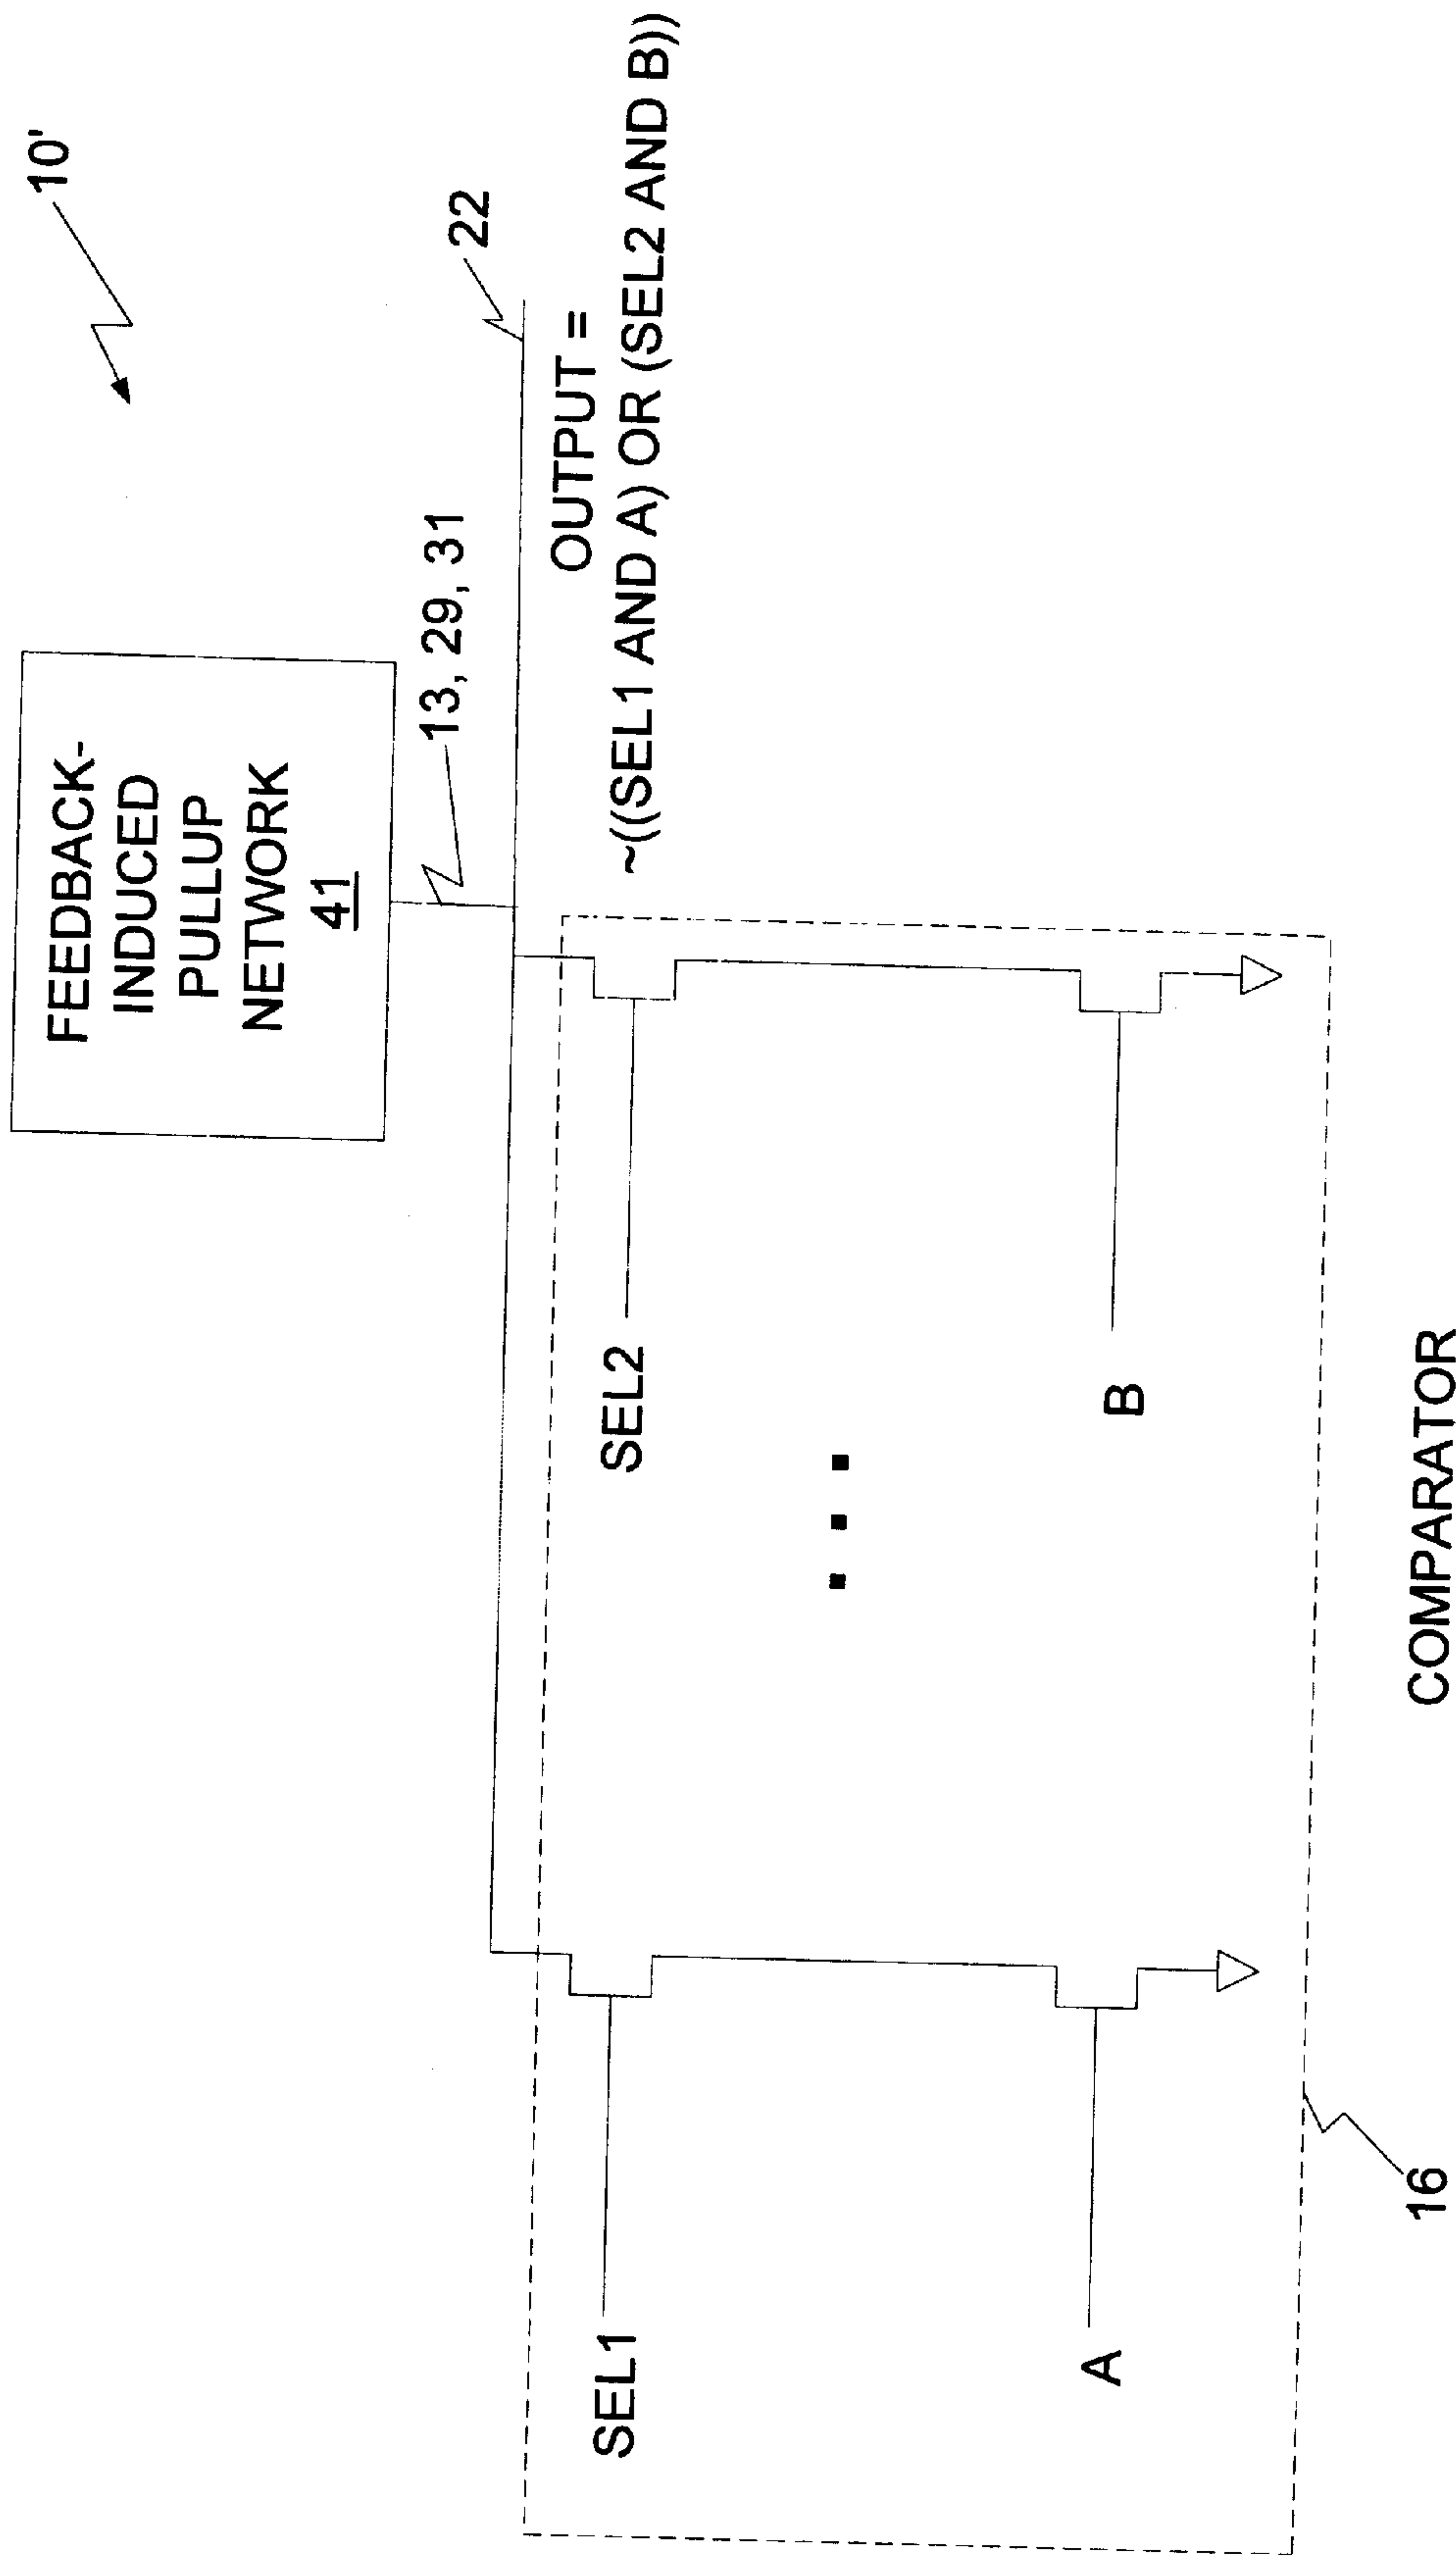 10'
FEEDBACK-
INDUCED
PULLUP
NETWORK
41
13, 29, 31
22
OUTPUT =
~((SEL1 AND A) OR (SEL2 AND B))
SEL1
SEL2
A
B
16
COMPARATOR